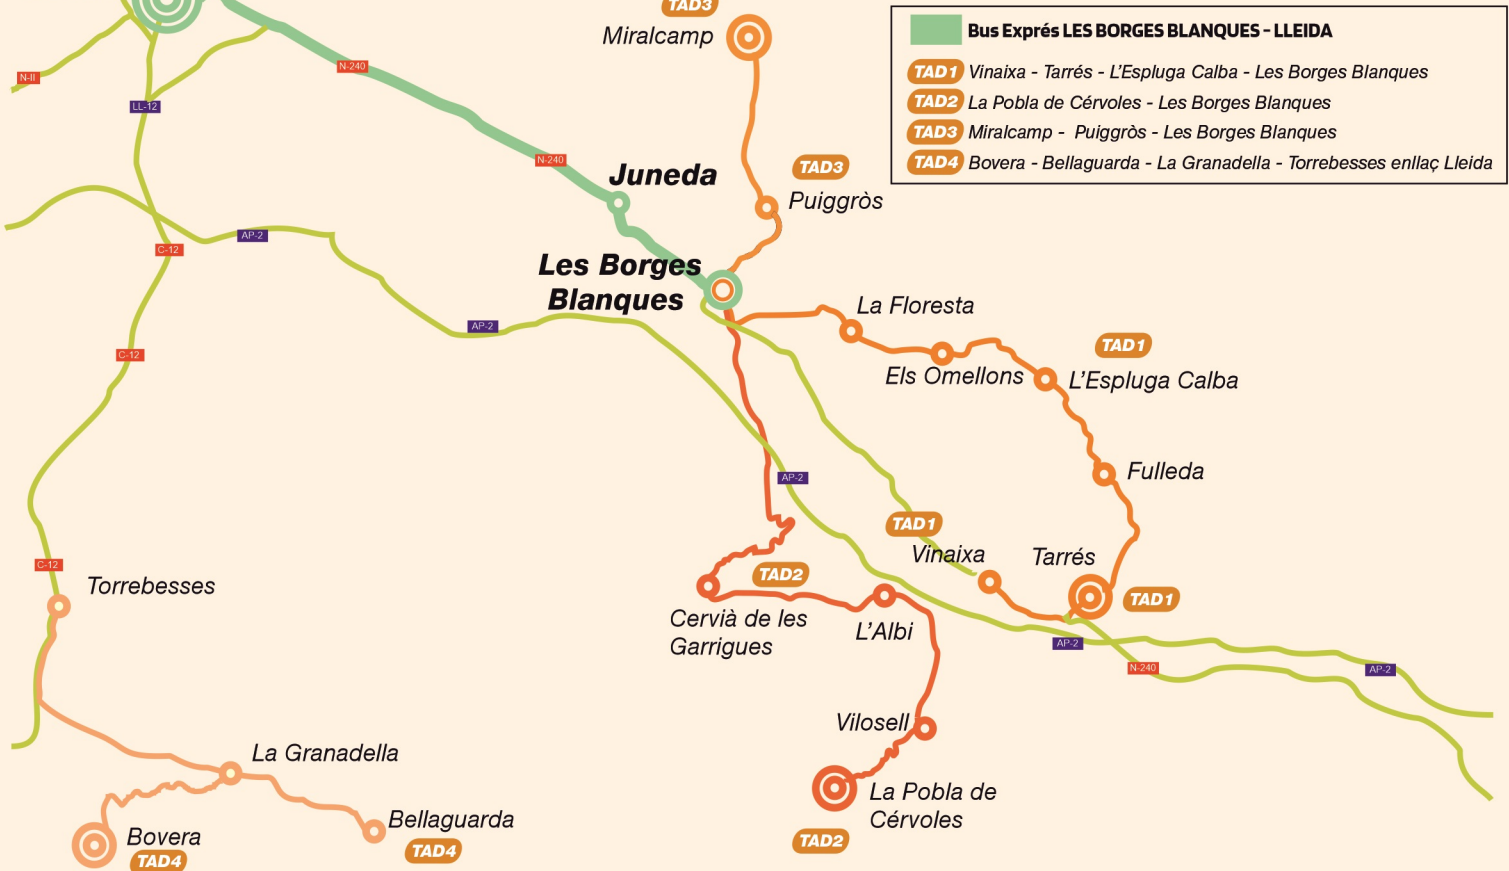 TAD3
Miralcamp
Bus Exprés LES BORGES BLANQUES - LLEIDA
TAD1 Vinaixa - Tarrés - L'Espluga Calba - Les Borges Blanques
TAD2 La Pobla de Cérvoles - Les Borges Blanques
TAD3 Miralcamp - Puiggròs - Les Borges Blanques
TAD4 Bovera - Bellaguarda - La Granadella - Torrebesses enllaç Lleida
N-240
N-II
LL-12
N-240
Juneda
TAD3
Puiggròs
AP-2
C-12
Les Borges
Blanques
La Floresta
AP-2
TAD1
C-12
Els Omellons
L'Espluga Calba
Fulleda
AP-2
TAD1
Vinaixa
Tarrés
C-12
TAD2
Torrebesses
TAD1
Cervià de les
Garrigues
L'Albi
AP-2
N-240
AP-2
Vilosell
La Granadella
La Pobla de
Cérvoles
Bellaguarda
TAD4
TAD2
Bovera
TAD4